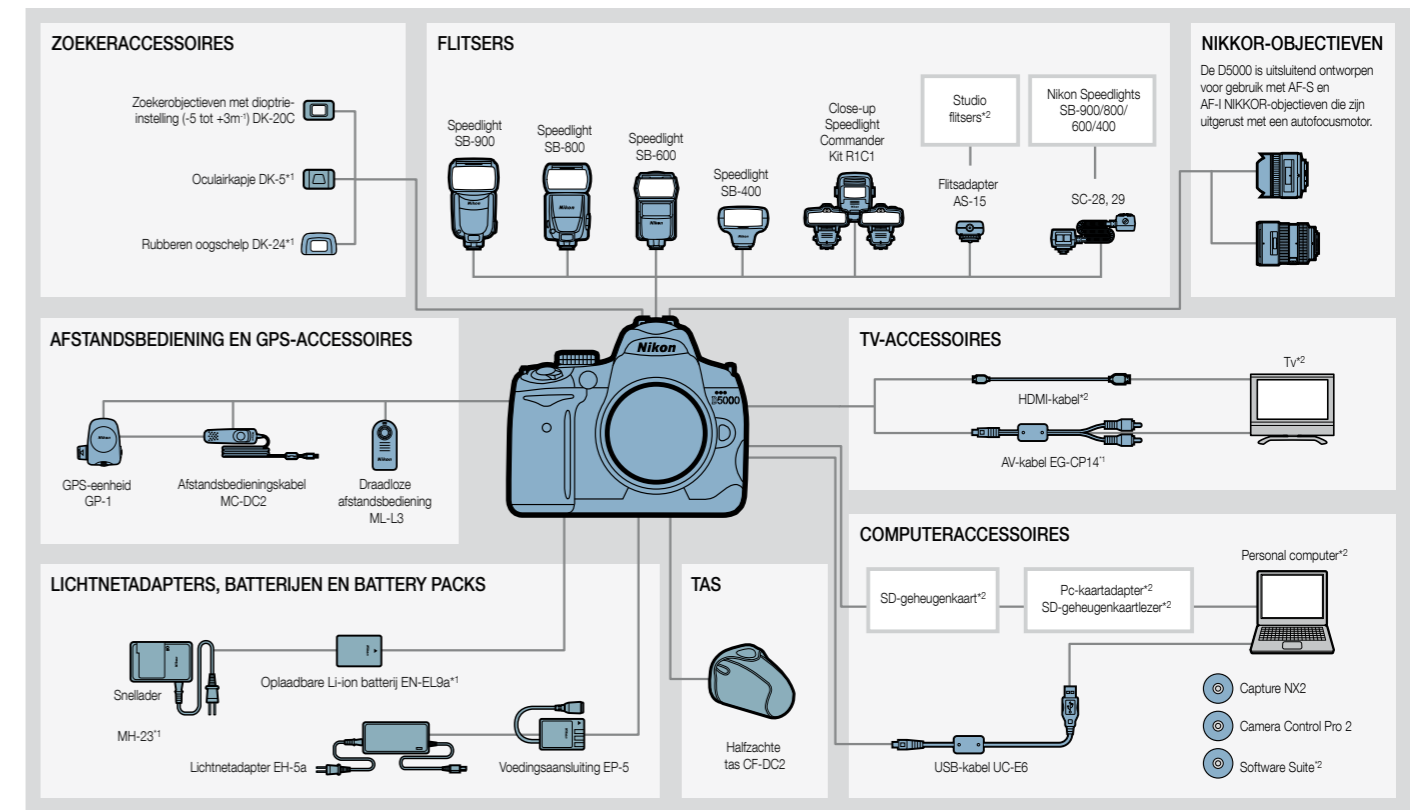 ZOEKERACCESSOIRES
Zoekerobjectieven met dioptrie-
instelling (-5 tot +3m⁻¹) DK-20C
Oculairkapje DK-5*1
Rubberen oogschelp DK-24*1
FLITSERS
Speedlight
SB-900
Speedlight
SB-800
Speedlight
SB-600
Speedlight
SB-400
Close-up
Speedlight
Commander
Kit R1C1
Studio
flitsers*2
Flitsadapter
AS-15
Nikon Speedlights
SB-900/800/
600/400
SC-28, 29
NIKKOR-OBJECTIEVEN
De D5000 is uitsluitend ontworpen
voor gebruik met AF-S en
AF-I NIKKOR-objectieven die zijn
uitgerust met een autofocusmotor.
AFSTANDSBEDIENING EN GPS-ACCESSOIRES
GPS-eenheid
GP-1
Afstandsbedieningskabel
MC-DC2
Draadloze
afstandsbediening
ML-L3
Nikon
D5000
TV-ACCESSOIRES
Tv*2
HDMI-kabel*2
AV-kabel EG-CP14*1
LICHTNETADAPTERS, BATTERIJEN EN BATTERY PACKS
Snellader
MH-23*1
Oplaadbare Li-ion batterij EN-EL9a*1
Lichtnetadapter EH-5a
Voedingsaansluiting EP-5
TAS
Halfzachte
tas CF-DC2
COMPUTERACCESSOIRES
Personal computer*2
SD-geheugenkaart*2
Pc-kaartadapter*2
SD-geheugenkaartlezer*2
USB-kabel UC-E6
Capture NX2
Camera Control Pro 2
Software Suite*2